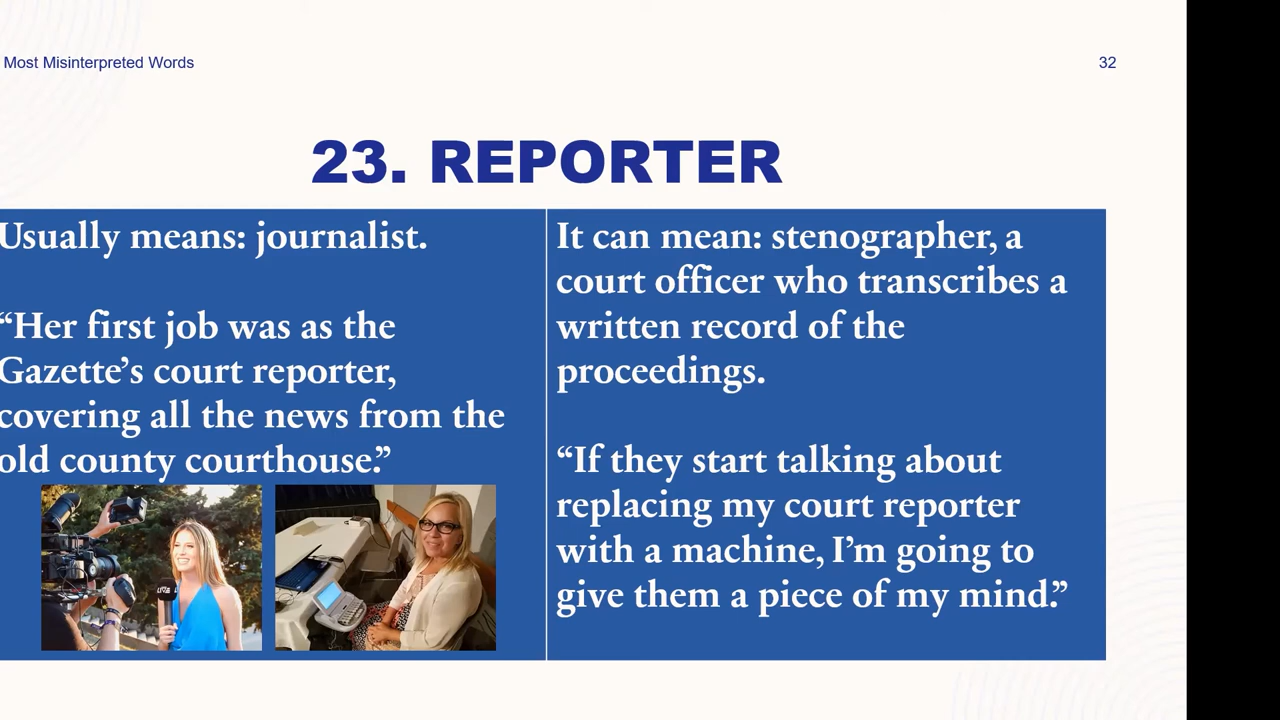 Most Misinterpreted Words
32
23. REPORTER
Usually means: journalist.
“Her first job was as the
Gazette’s court reporter,
covering all the news from the
old county courthouse.”
It can mean: stenographer, a
court officer who transcribes a
written record of the
proceedings.
“If they start talking about
replacing my court reporter
with a machine, I’m going to
give them a piece of my mind.”